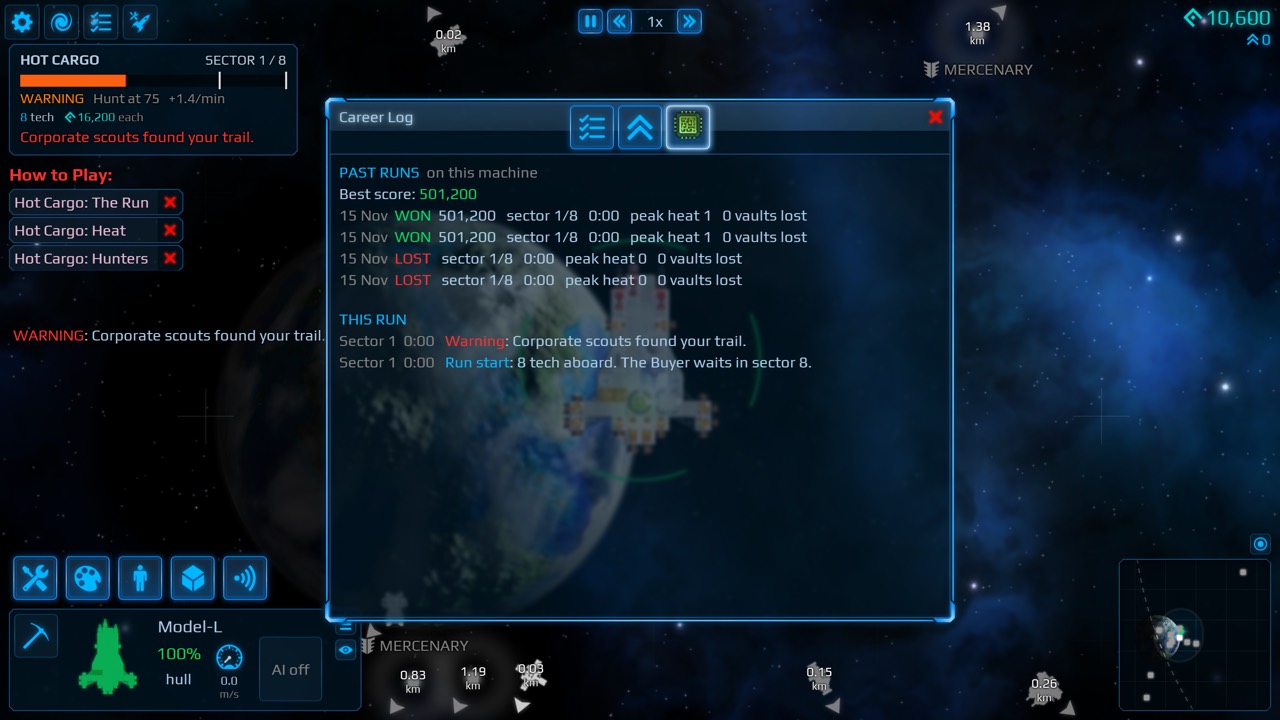 1x
10,600
0
HOT CARGO SECTOR 1 / 8
WARNING Hunt at 75 +1.4/min
8 tech 16,200 each
Corporate scouts found your trail.
How to Play:
Hot Cargo: The Run
Hot Cargo: Heat
Hot Cargo: Hunters
WARNING: Corporate scouts found your trail.
0.02
km
1.38
km
MERCENARY
Career Log
PAST RUNS on this machine
Best score: 501,200
15 Nov WON 501,200 sector 1/8 0:00 peak heat 1 0 vaults lost
15 Nov WON 501,200 sector 1/8 0:00 peak heat 1 0 vaults lost
15 Nov LOST sector 1/8 0:00 peak heat 0 0 vaults lost
15 Nov LOST sector 1/8 0:00 peak heat 0 0 vaults lost
THIS RUN
Sector 1 0:00 Warning: Corporate scouts found your trail.
Sector 1 0:00 Run start: 8 tech aboard. The Buyer waits in sector 8.
Model-L
100%
hull
0.0
m/s
AI off
MERCENARY
0.83
km
1.19
km
0.03
km
0.15
km
0.26
km